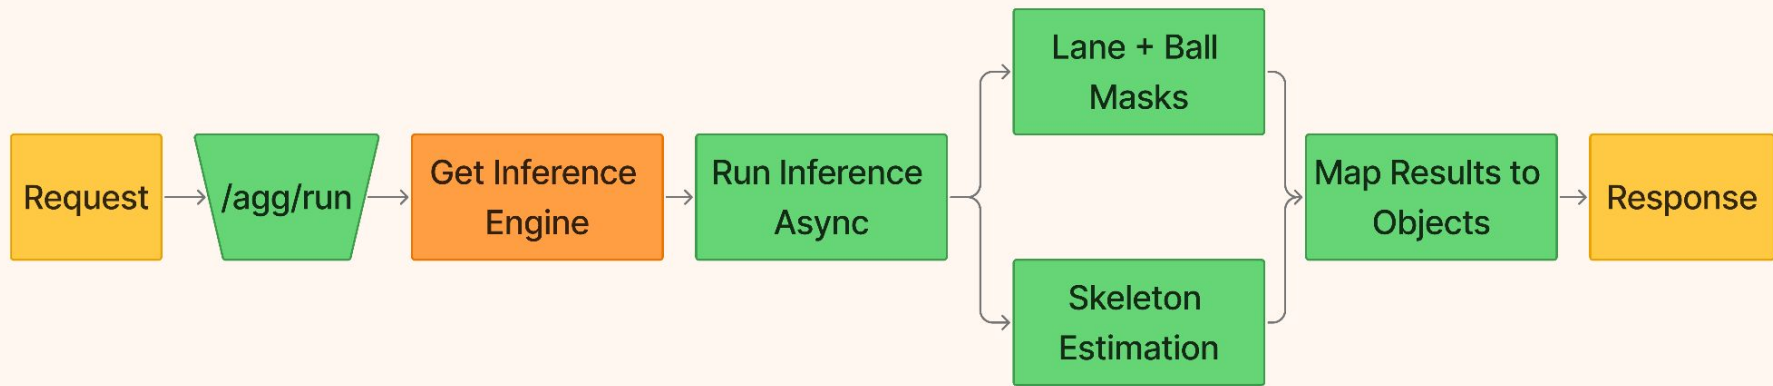 Request
/agg/run
Get Inference
Engine
Run Inference
Async
Lane + Ball
Masks
Skeleton
Estimation
Map Results to
Objects
Response